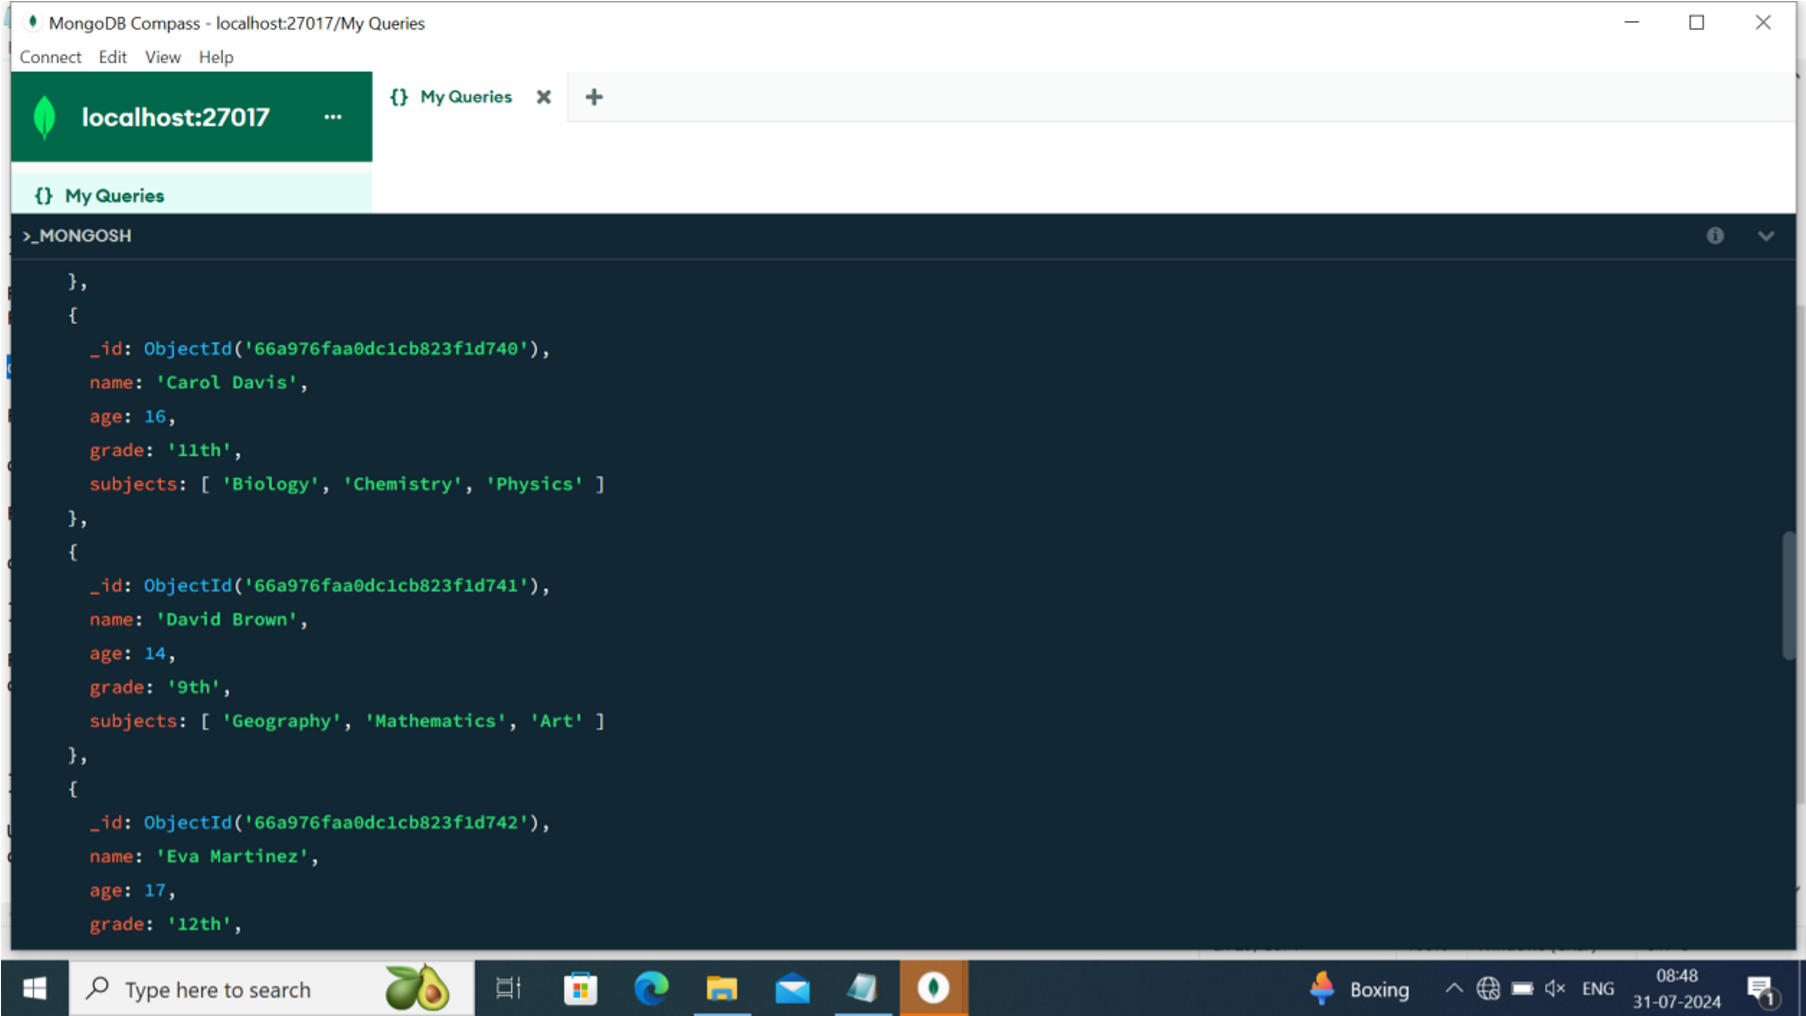 MongoDB Compass - localhost:27017/My Queries
Connect Edit View Help
localhost:27017 ...
{} My Queries
{} My Queries
>_MONGOSH
},
{
_id: ObjectId('66a976faa0dc1cb823f1d740'),
name: 'Carol Davis',
age: 16,
grade: '11th',
subjects: [ 'Biology', 'Chemistry', 'Physics' ]
},
{
_id: ObjectId('66a976faa0dc1cb823f1d741'),
name: 'David Brown',
age: 14,
grade: '9th',
subjects: [ 'Geography', 'Mathematics', 'Art' ]
},
{
_id: ObjectId('66a976faa0dc1cb823f1d742'),
name: 'Eva Martinez',
age: 17,
grade: '12th',
Type here to search
Boxing
ENG
08:48
31-07-2024
1